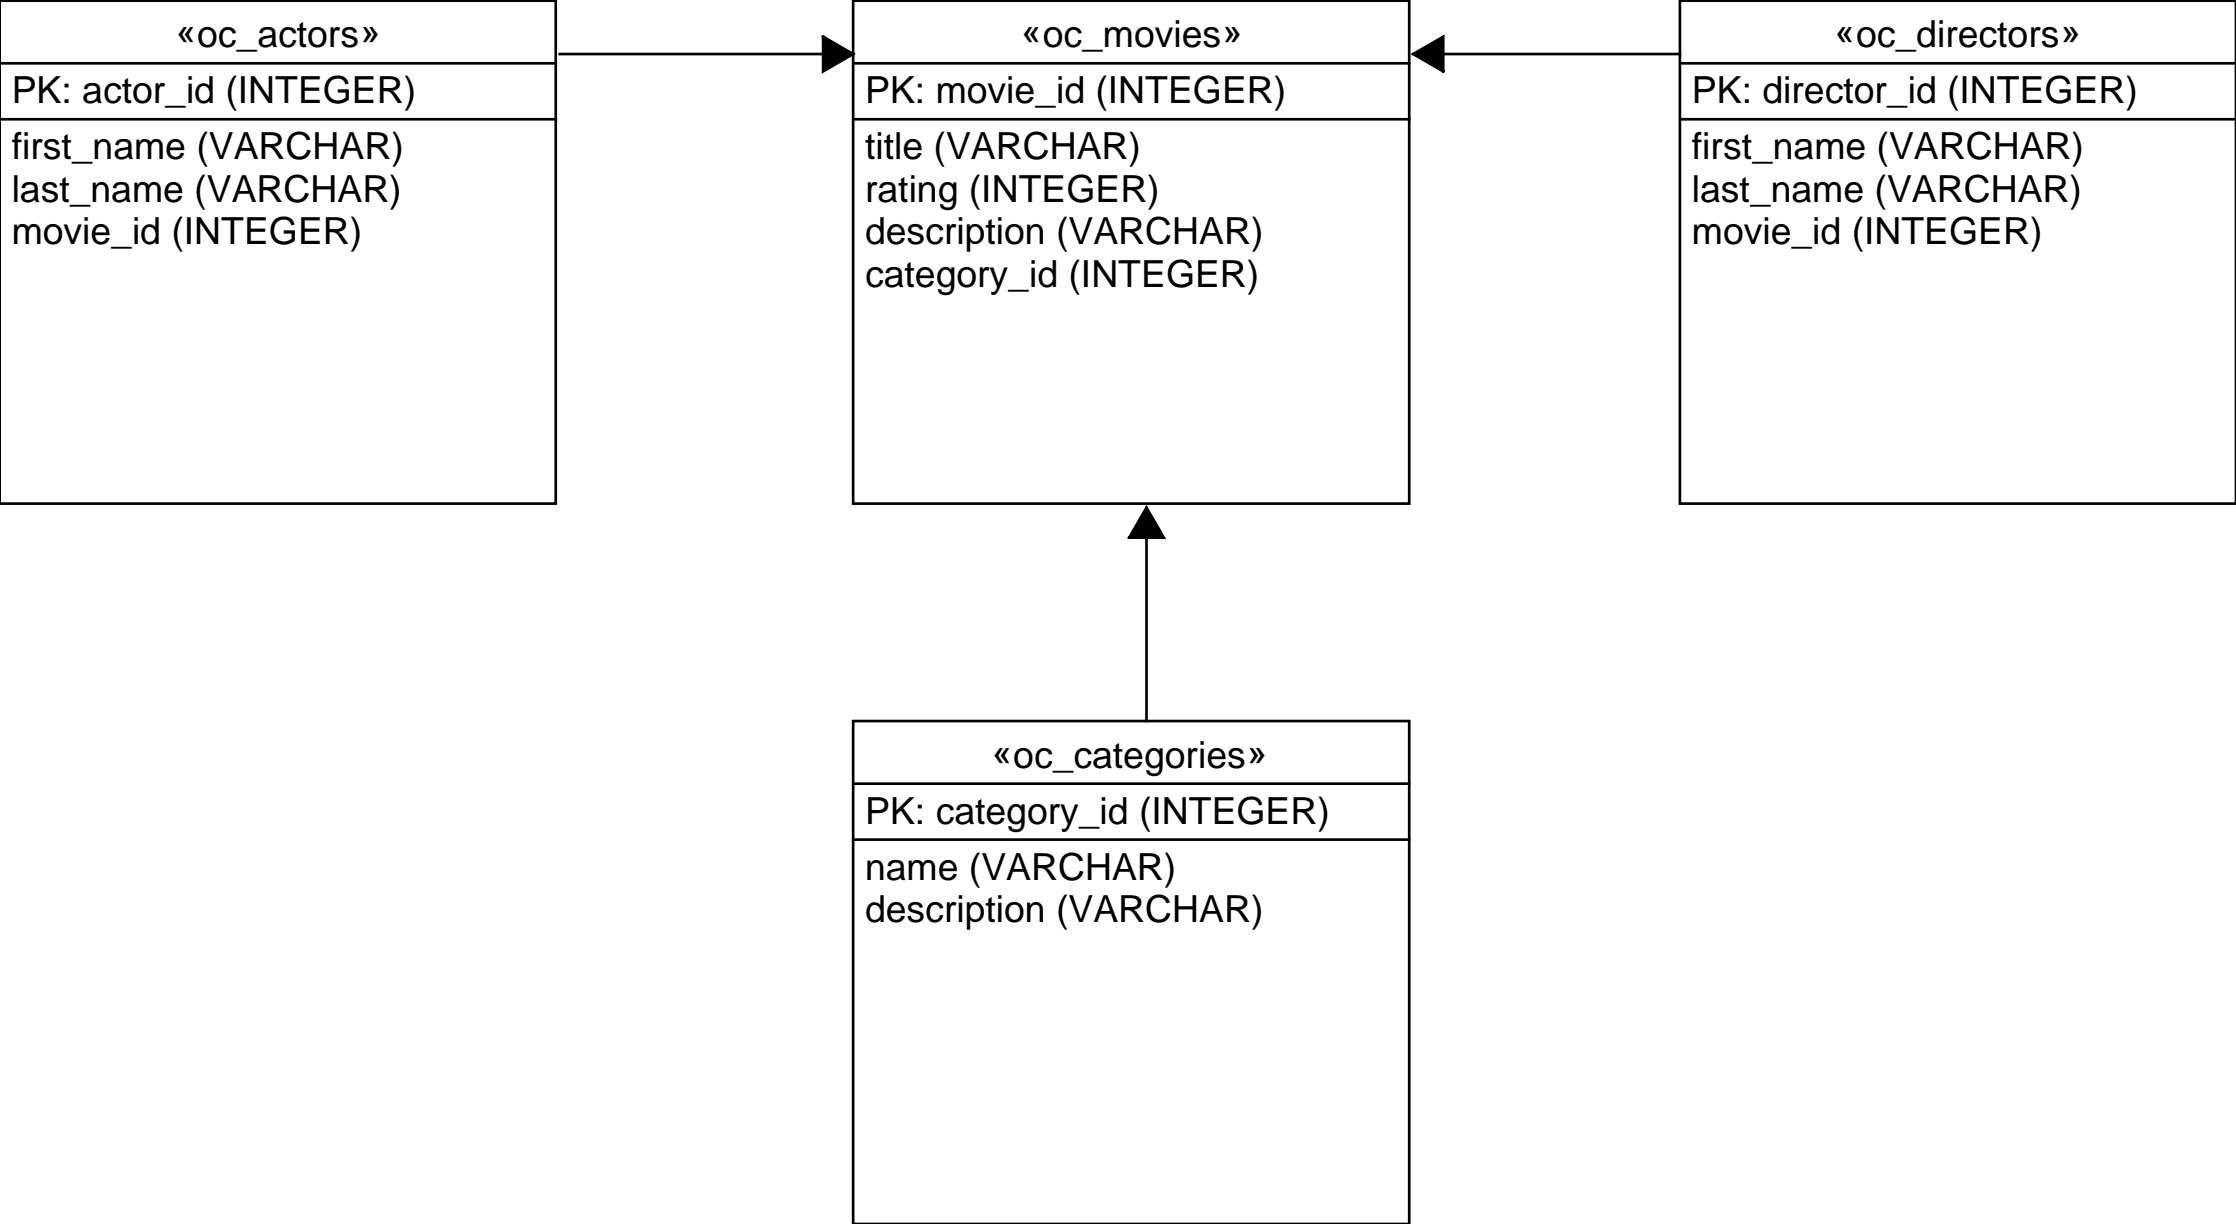 «oc_actors»
PK: actor_id (INTEGER)
first_name (VARCHAR)
last_name (VARCHAR)
movie_id (INTEGER)
«oc_movies»
PK: movie_id (INTEGER)
title (VARCHAR)
rating (INTEGER)
description (VARCHAR)
category_id (INTEGER)
«oc_directors»
PK: director_id (INTEGER)
first_name (VARCHAR)
last_name (VARCHAR)
movie_id (INTEGER)
«oc_categories»
PK: category_id (INTEGER)
name (VARCHAR)
description (VARCHAR)